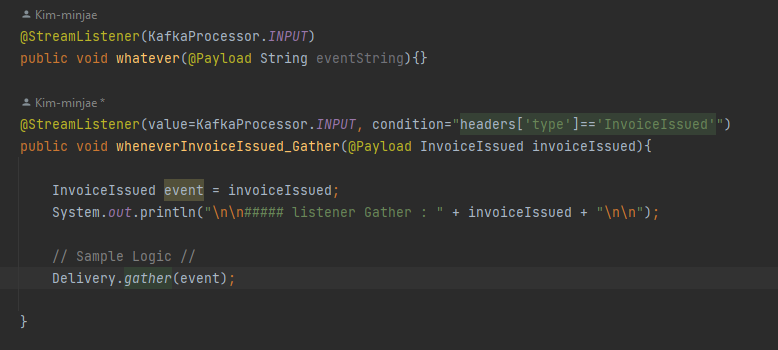 Kim-minjae
@StreamListener(KafkaProcessor.INPUT)
public void whatever(@Payload String eventString){}
Kim-minjae *
@StreamListener(value=KafkaProcessor.INPUT, condition="headers['type']=='InvoiceIssued'")
public void wheneverInvoiceIssued_Gather(@Payload InvoiceIssued invoiceIssued){
InvoiceIssued event = invoiceIssued;
System.out.println("\n\n##### listener Gather : " + invoiceIssued + "\n\n");
// Sample Logic //
Delivery.gather(event);
}